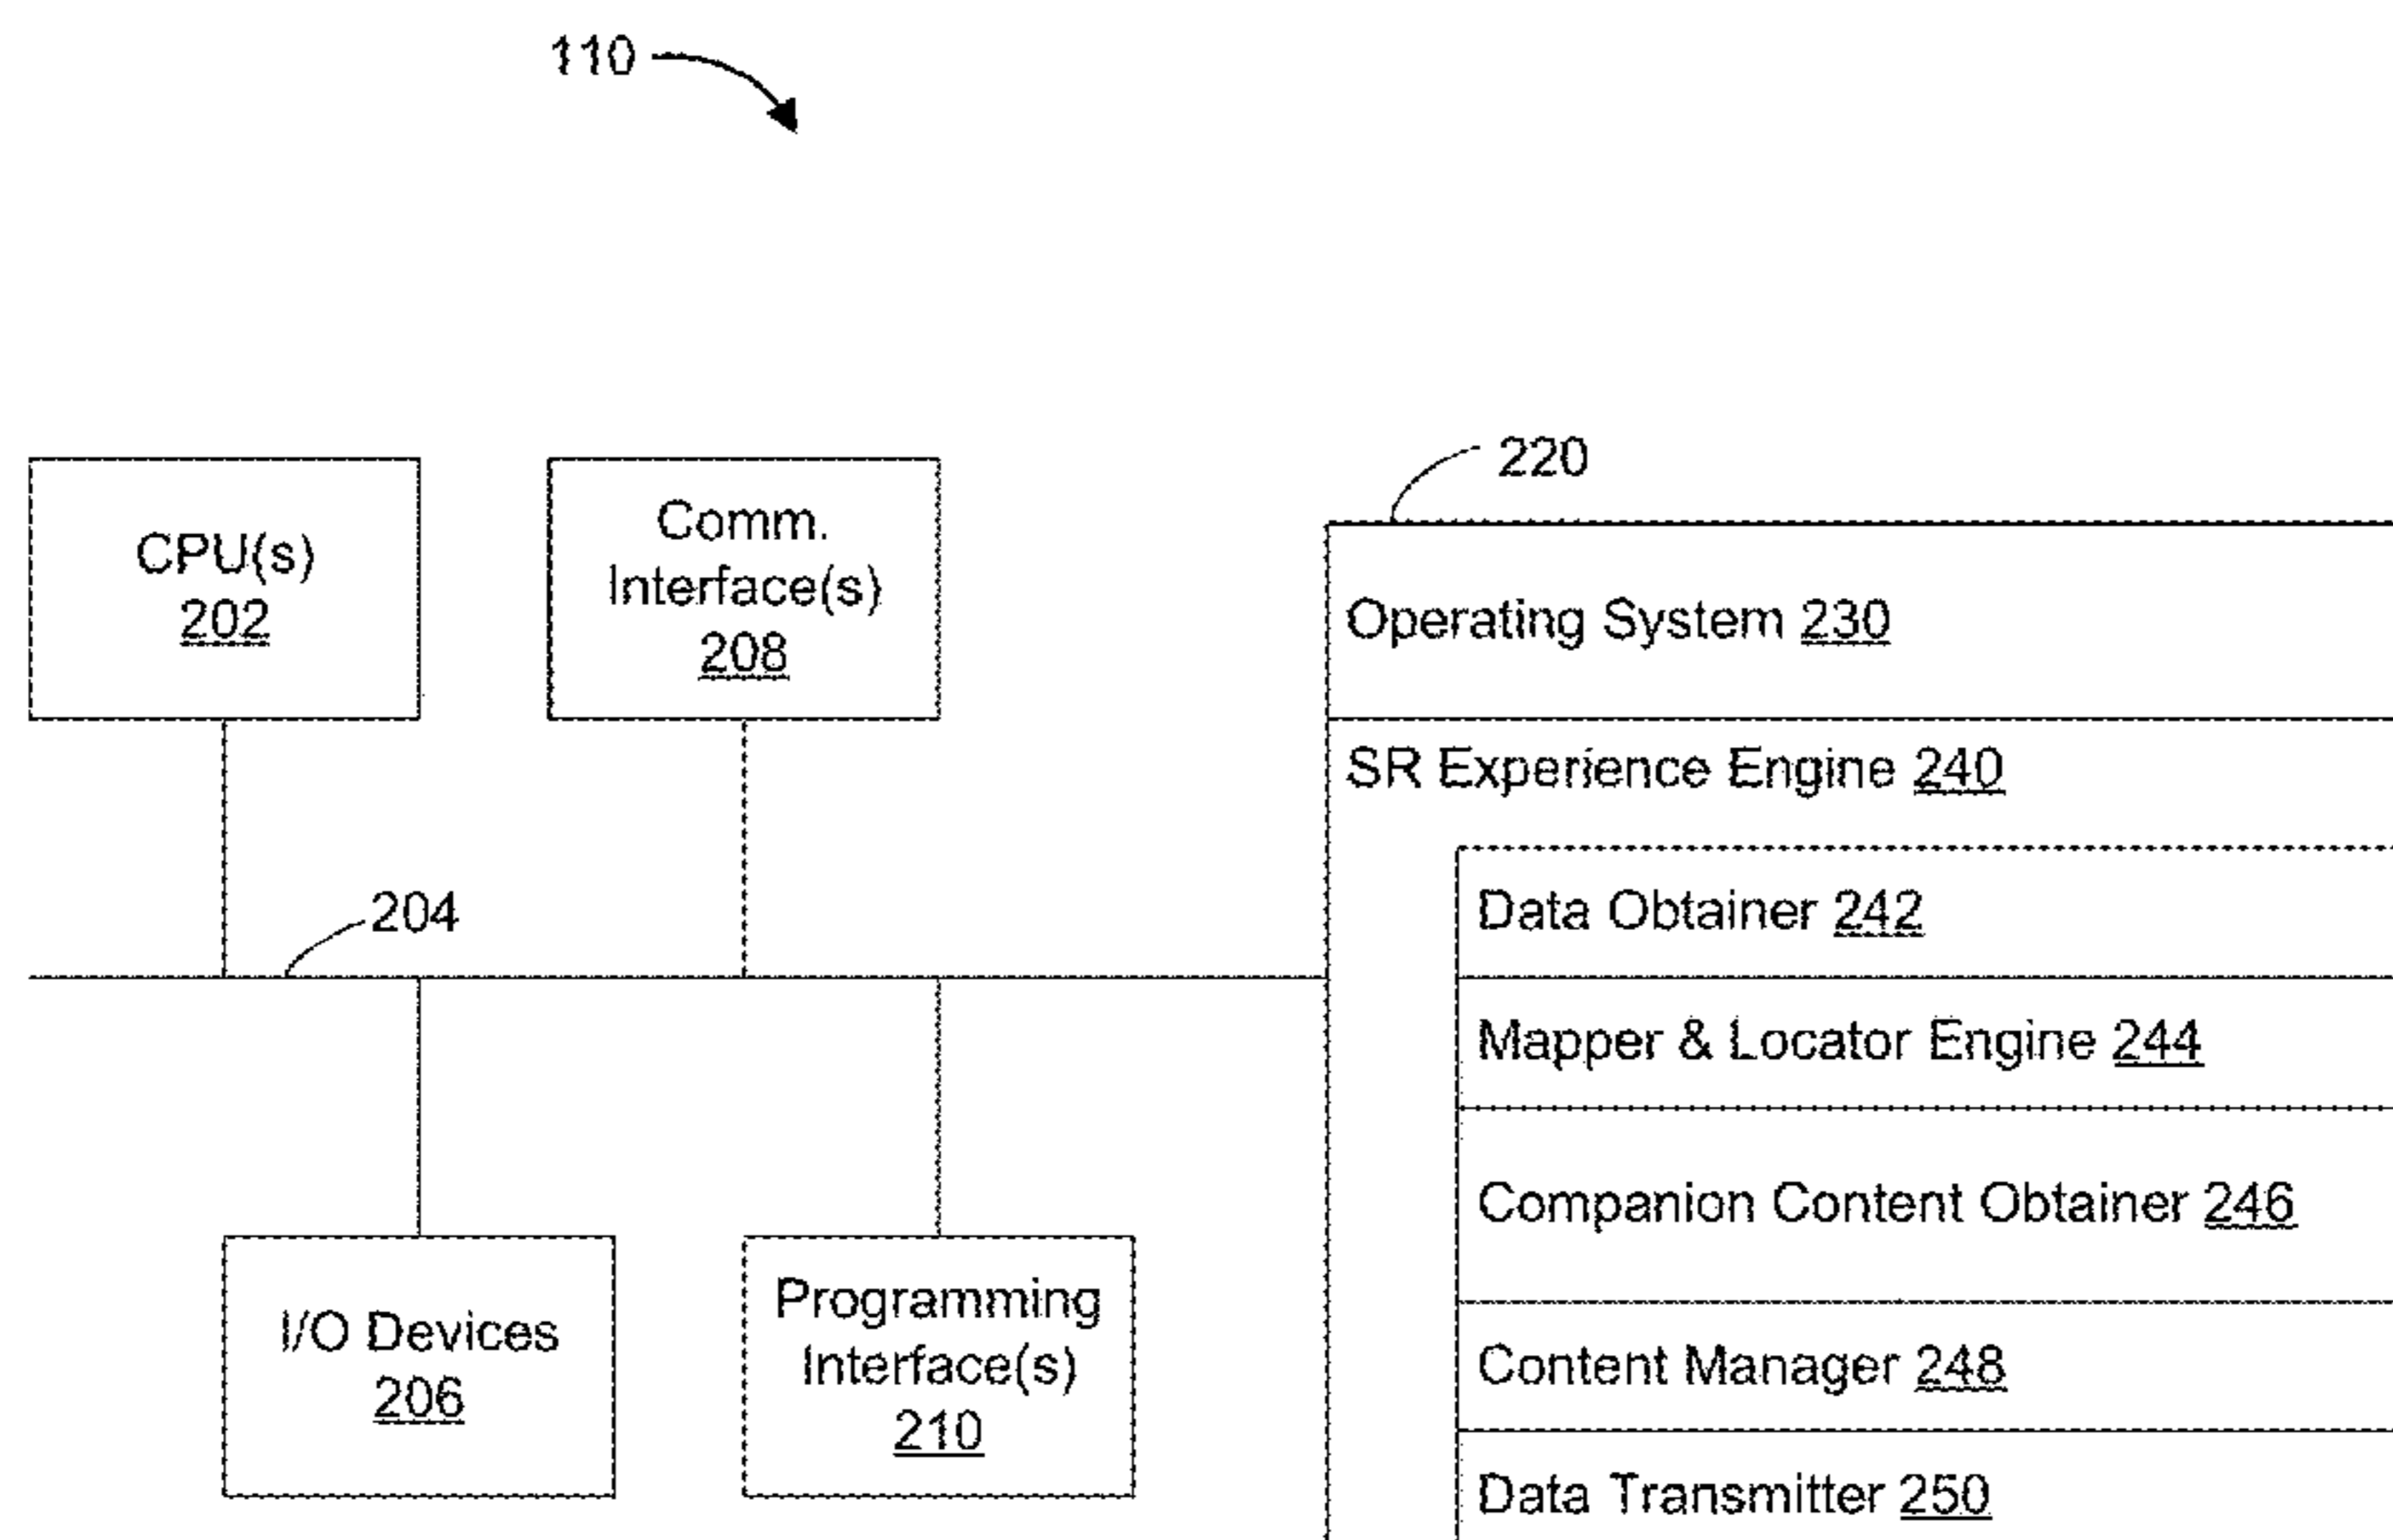 110
CPU(s)
202
Comm.
Interface(s)
208
220
Operating System 230
SR Experience Engine 240
204
Data Obtainer 242
Mapper & Locator Engine 244
Companion Content Obtainer 246
I/O Devices
206
Programming
Interface(s)
210
Content Manager 248
Data Transmitter 250